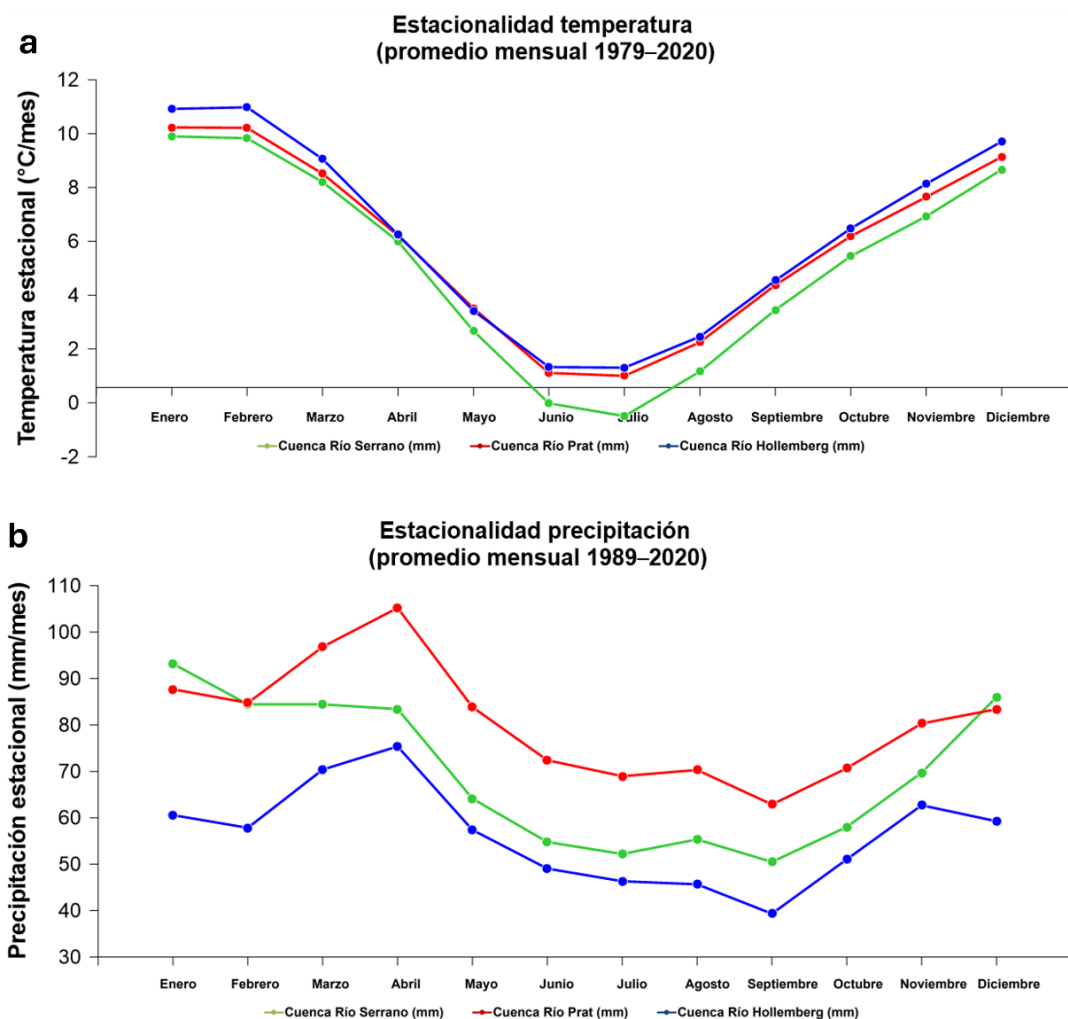 a
Estacionalidad temperatura
(promedio mensual 1979–2020)
Temperatura estacional (°C/mes)
12
10
8
6
4
2
0
-2
Enero Febrero Marzo Abril Mayo Junio Julio Agosto Septiembre Octubre Noviembre Diciembre
Cuenca Río Serrano (mm) Cuenca Río Prat (mm) Cuenca Río Hollemberg (mm)
b
Estacionalidad precipitación
(promedio mensual 1989–2020)
Precipitación estacional (mm/mes)
110
100
90
80
70
60
50
40
30
Enero Febrero Marzo Abril Mayo Junio Julio Agosto Septiembre Octubre Noviembre Diciembre
Cuenca Río Serrano (mm) Cuenca Río Prat (mm) Cuenca Río Hollemberg (mm)